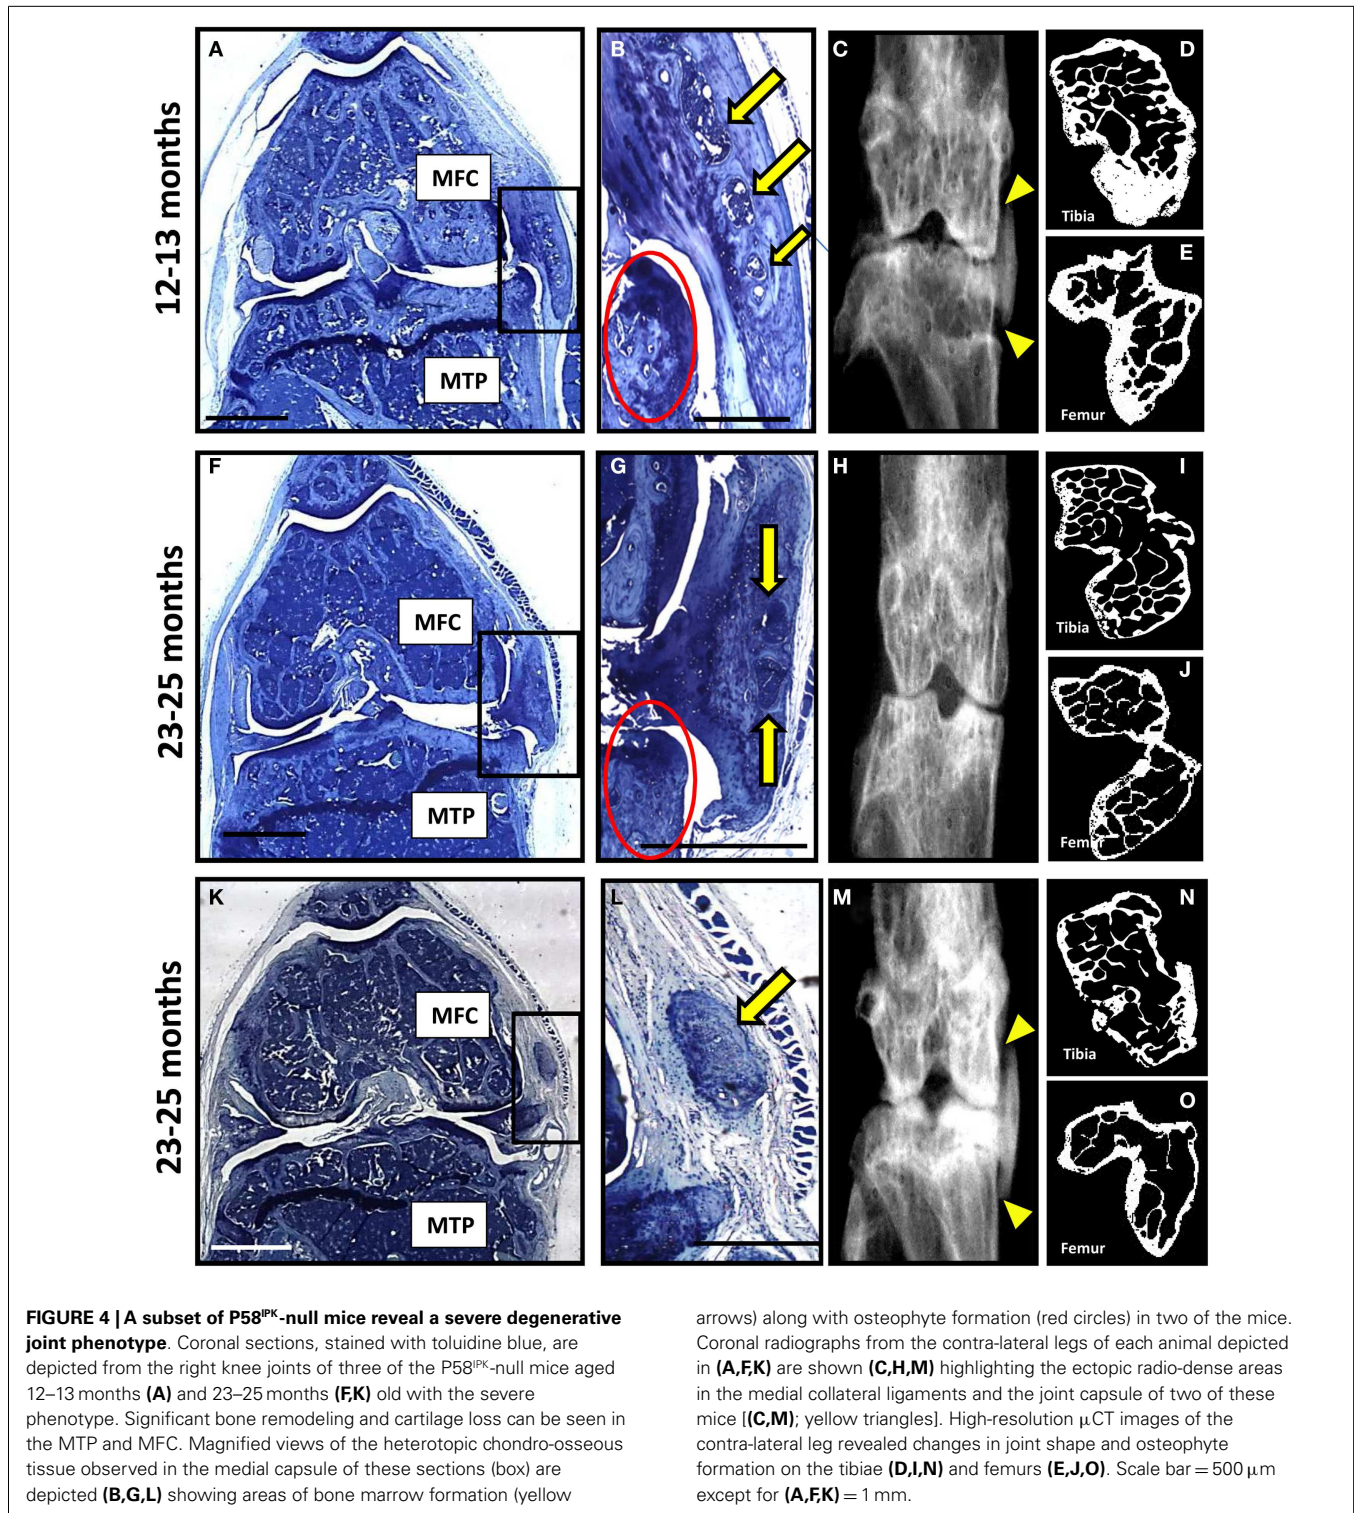 12-13 months
A
MFC
MTP
B
C
D
Tibia
E
Femur
23-25 months
F
MFC
MTP
G
H
I
Tibia
J
Femur
23-25 months
K
MFC
MTP
L
M
N
Tibia
O
Femur
FIGURE 4 | A subset of P58ᴵᴾᴷ-null mice reveal a severe degenerative
joint phenotype. Coronal sections, stained with toluidine blue, are
depicted from the right knee joints of three of the P58ᴵᴾᴷ-null mice aged
12–13 months (A) and 23–25 months (F,K) old with the severe
phenotype. Significant bone remodeling and cartilage loss can be seen in
the MTP and MFC. Magnified views of the heterotopic chondro-osseous
tissue observed in the medial capsule of these sections (box) are
depicted (B,G,L) showing areas of bone marrow formation (yellow
arrows) along with osteophyte formation (red circles) in two of the mice.
Coronal radiographs from the contra-lateral legs of each animal depicted
in (A,F,K) are shown (C,H,M) highlighting the ectopic radio-dense areas
in the medial collateral ligaments and the joint capsule of two of these
mice [(C,M); yellow triangles]. High-resolution μCT images of the
contra-lateral leg revealed changes in joint shape and osteophyte
formation on the tibiae (D,I,N) and femurs (E,J,O). Scale bar = 500 μm
except for (A,F,K) = 1 mm.